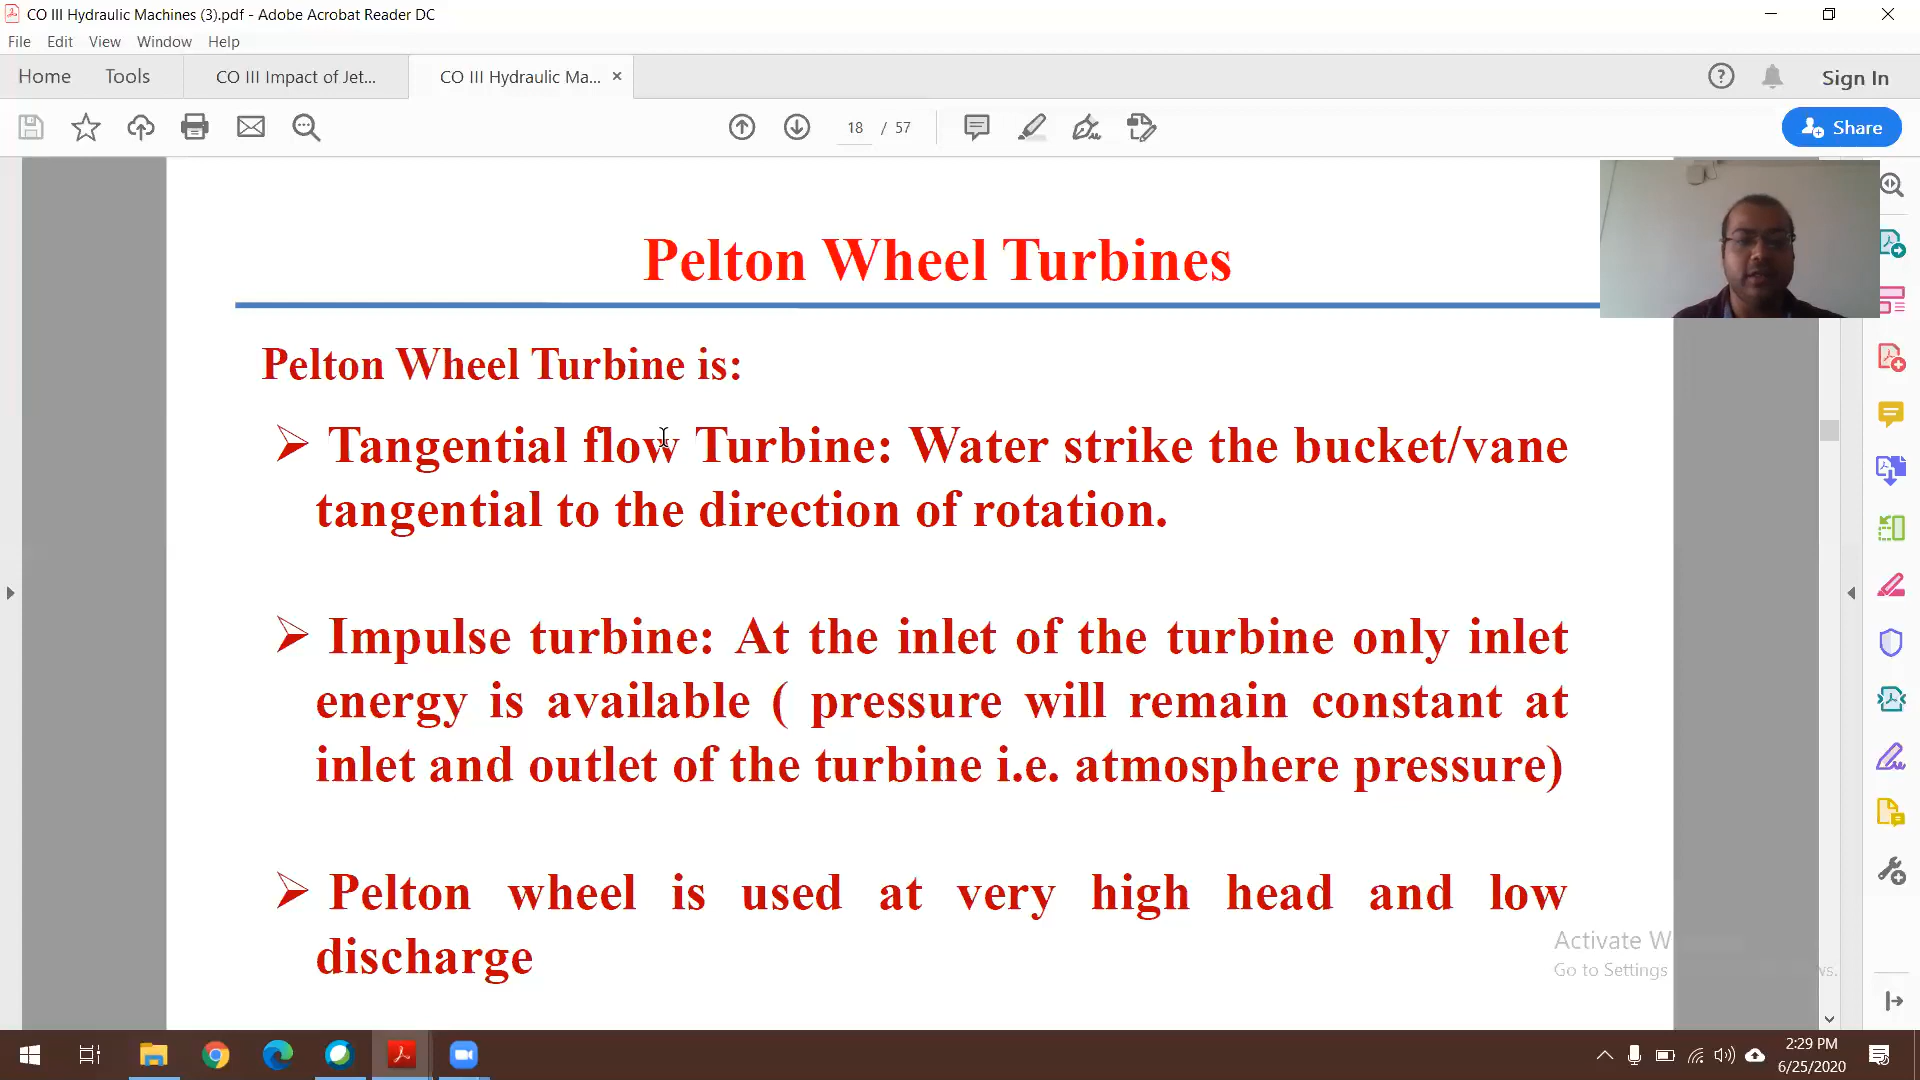 CO III Hydraulic Machines (3).pdf - Adobe Acrobat Reader DC
File Edit View Window Help
Home Tools CO III Impact of Jet... CO III Hydraulic Ma... × Sign In
18 / 57 Share
Pelton Wheel Turbines
Pelton Wheel Turbine is:
➢ Tangential flow Turbine: Water strike the bucket/vane
tangential to the direction of rotation.
➢ Impulse turbine: At the inlet of the turbine only inlet
energy is available ( pressure will remain constant at
inlet and outlet of the turbine i.e. atmosphere pressure)
➢ Pelton wheel is used at very high head and low
discharge
Activate W
Go to Settings
2:29 PM
6/25/2020